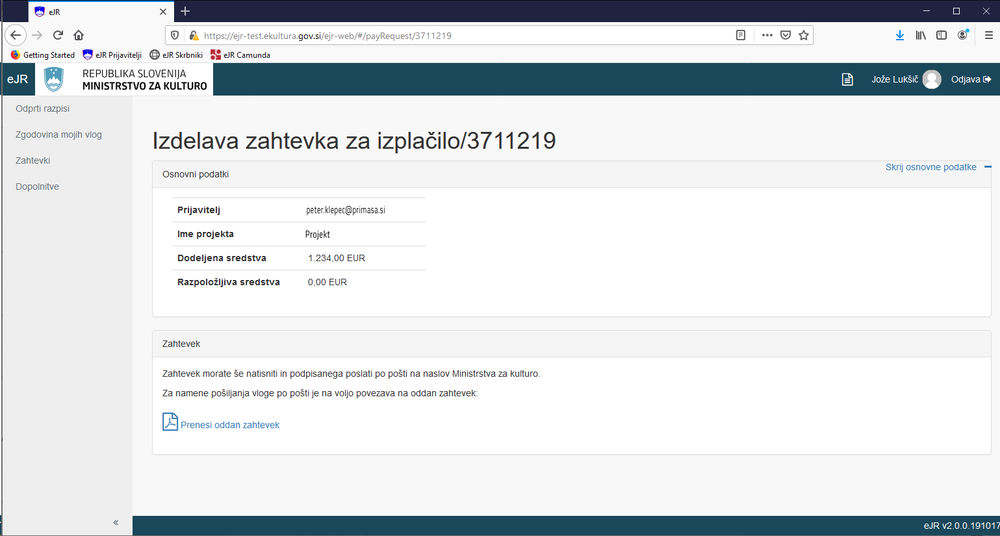 eJR
https://ejr-test.ekultura.gov.si/ejr-web/#/payRequest/3711219
Getting Started eJR Prijavitelji eJR Skrbniki eJR Camunda
eJR
REPUBLIKA SLOVENIJA
MINISTRSTVO ZA KULTURO
Jože Lukšič
Odjava
Odprti razpisi
Zgodovina mojih vlog
Zahtevki
Dopolnitve
Izdelava zahtevka za izplačilo/3711219
Osnovni podatki
Skrij osnovne podatke
Prijavitelj peter.klepec@primasa.si
Ime projekta Projekt
Dodeljena sredstva 1.234,00 EUR
Razpoložljiva sredstva 0,00 EUR
Zahtevek
Zahtevek morate še natisniti in podpisanega poslati po pošti na naslov Ministrstva za kulturo.
Za namene pošiljanja vloge po pošti je na voljo povezava na oddan zahtevek:
Prenesi oddan zahtevek
«
eJR v2.0.0.191017